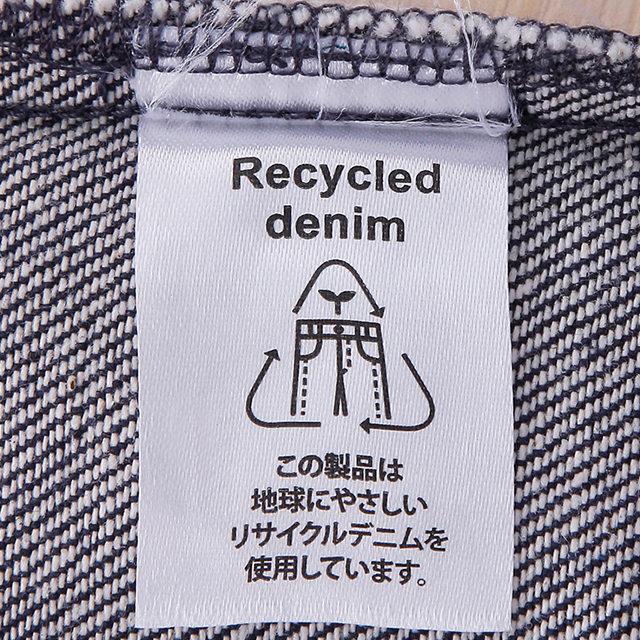 Recycled
denim
この製品は
地球にやさしい
リサイクルデニムを
使用しています。